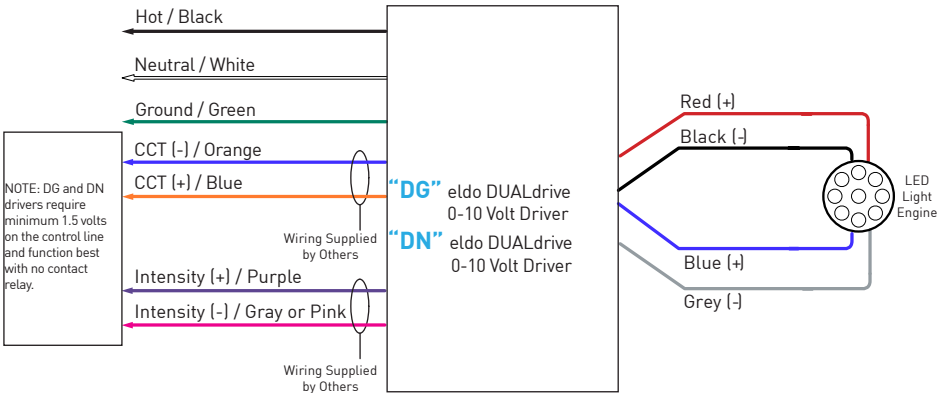 Hot / Black
Neutral / White
Ground / Green
CCT (-) / Orange
CCT (+) / Blue
NOTE: DG and DN
drivers require
minimum 1.5 volts
on the control line
and function best
with no contact
relay.
Wiring Supplied
by Others
Intensity (+) / Purple
Intensity (-) / Gray or Pink
Wiring Supplied
by Others
“DG” eldo DUALdrive
0-10 Volt Driver
“DN” eldo DUALdrive
0-10 Volt Driver
Red (+)
Black (-)
Blue (+)
Grey (-)
LED
Light
Engine